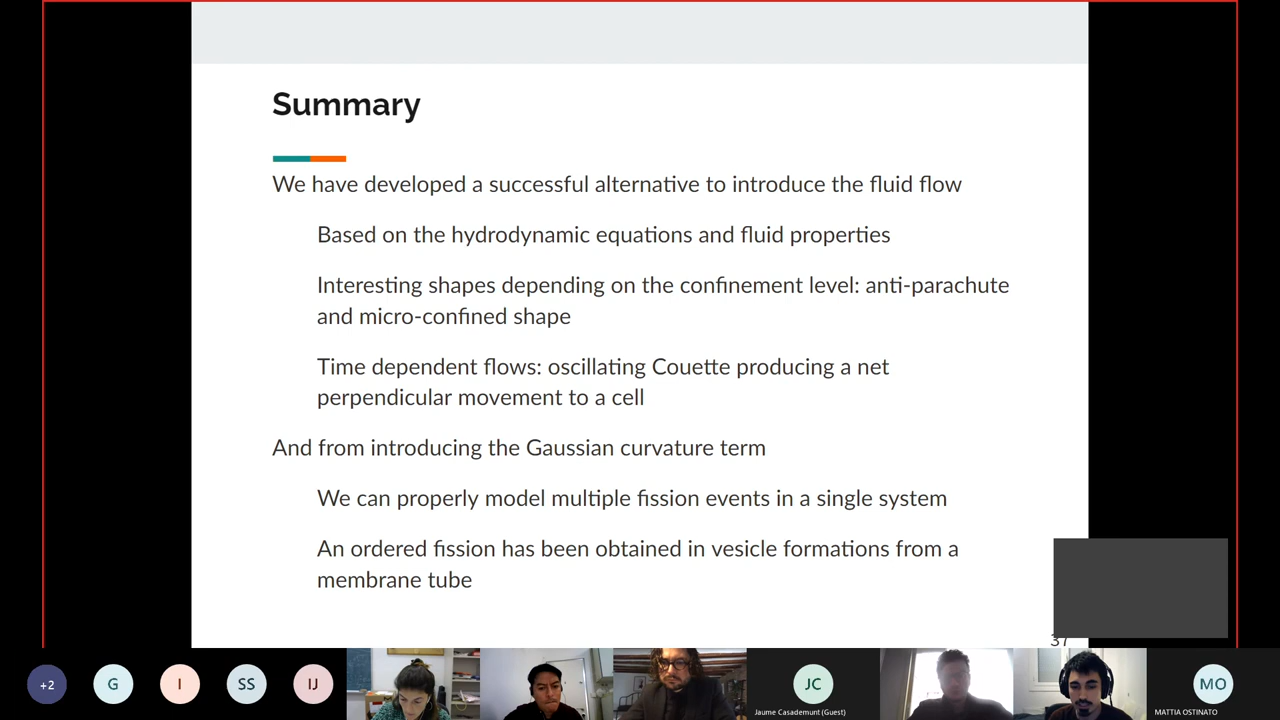 Summary
We have developed a successful alternative to introduce the fluid flow
Based on the hydrodynamic equations and fluid properties
Interesting shapes depending on the confinement level: anti-parachute
and micro-confined shape
Time dependent flows: oscillating Couette producing a net
perpendicular movement to a cell
And from introducing the Gaussian curvature term
We can properly model multiple fission events in a single system
An ordered fission has been obtained in vesicle formations from a
membrane tube
37
+2
G
I
SS
IJ
JC
Jaume Casademunt (Guest)
MO
MATTIA OSTINATO